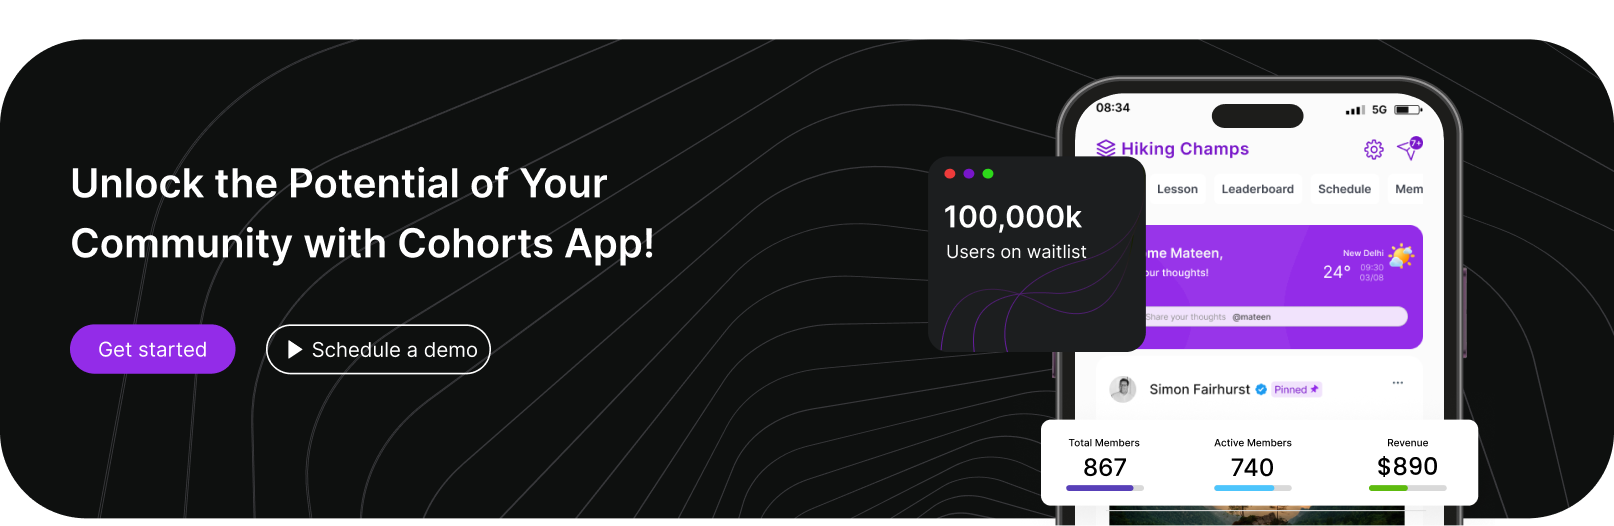 Unlock the Potential of Your
Community with Cohorts App!
Get started
Schedule a demo
100,000k
Users on waitlist
08:34
5G
Hiking Champs
7+
Lesson Leaderboard Schedule Mem
me Mateen,
our thoughts!
New Delhi
24° 09:30
03/08
Share your thoughts @mateen
Simon Fairhurst Pinned
Total Members Active Members Revenue
867 740 $890